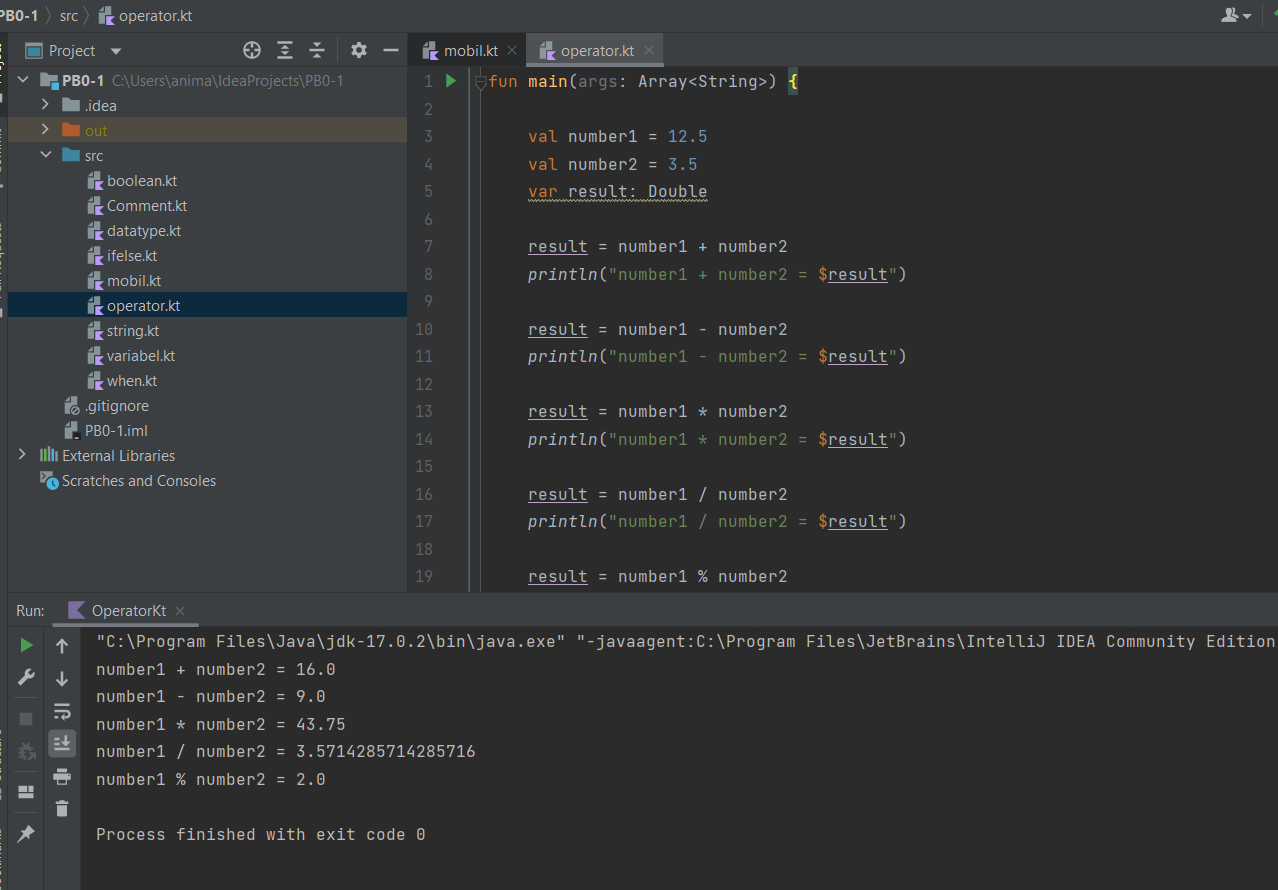 PB0-1 src operator.kt
Project
mobil.kt operator.kt
PB0-1 C:\Users\anima\IdeaProjects\PB0-1
.idea
out
src
boolean.kt
Comment.kt
datatype.kt
ifelse.kt
mobil.kt
operator.kt
string.kt
variabel.kt
when.kt
.gitignore
PB0-1.iml
External Libraries
Scratches and Consoles
1 fun main(args: Array<String>) {
2
3 val number1 = 12.5
4 val number2 = 3.5
5 var result: Double
6
7 result = number1 + number2
8 println("number1 + number2 = $result")
9
10 result = number1 - number2
11 println("number1 - number2 = $result")
12
13 result = number1 * number2
14 println("number1 * number2 = $result")
15
16 result = number1 / number2
17 println("number1 / number2 = $result")
18
19 result = number1 % number2
Run: OperatorKt
"C:\Program Files\Java\jdk-17.0.2\bin\java.exe" "-javaagent:C:\Program Files\JetBrains\IntelliJ IDEA Community Edition
number1 + number2 = 16.0
number1 - number2 = 9.0
number1 * number2 = 43.75
number1 / number2 = 3.5714285714285716
number1 % number2 = 2.0
Process finished with exit code 0